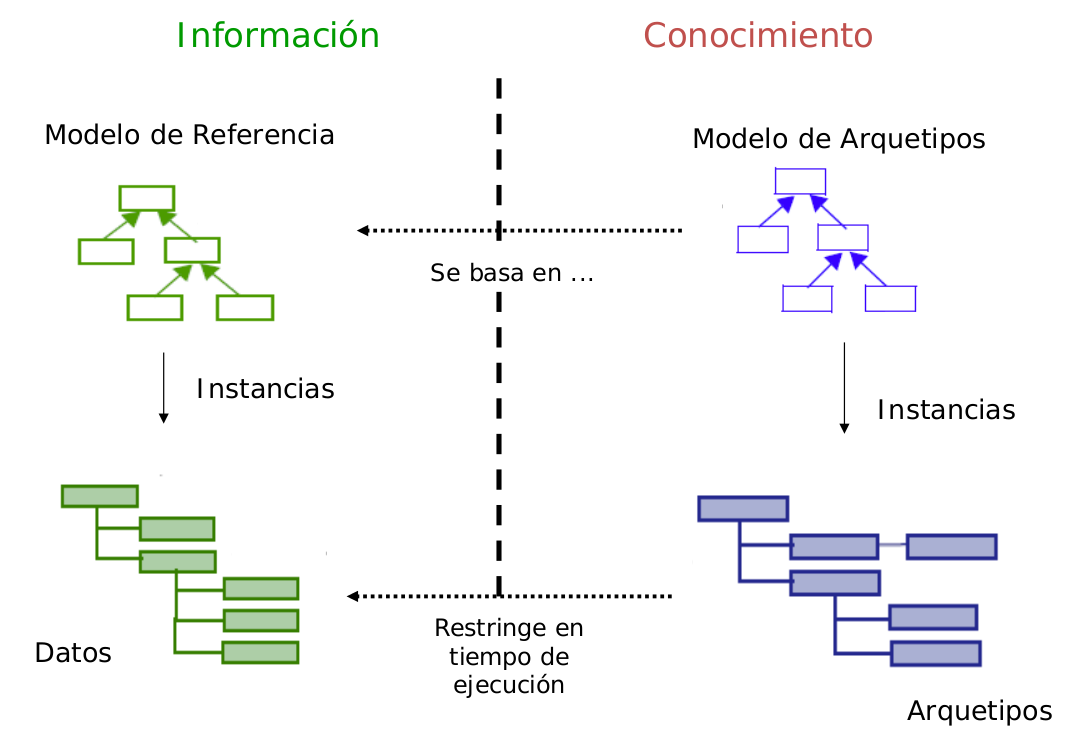 Información
Conocimiento
Modelo de Referencia
Modelo de Arquetipos
Se basa en ...
Instancias
Instancias
Datos
Restringe en
tiempo de
ejecución
Arquetipos